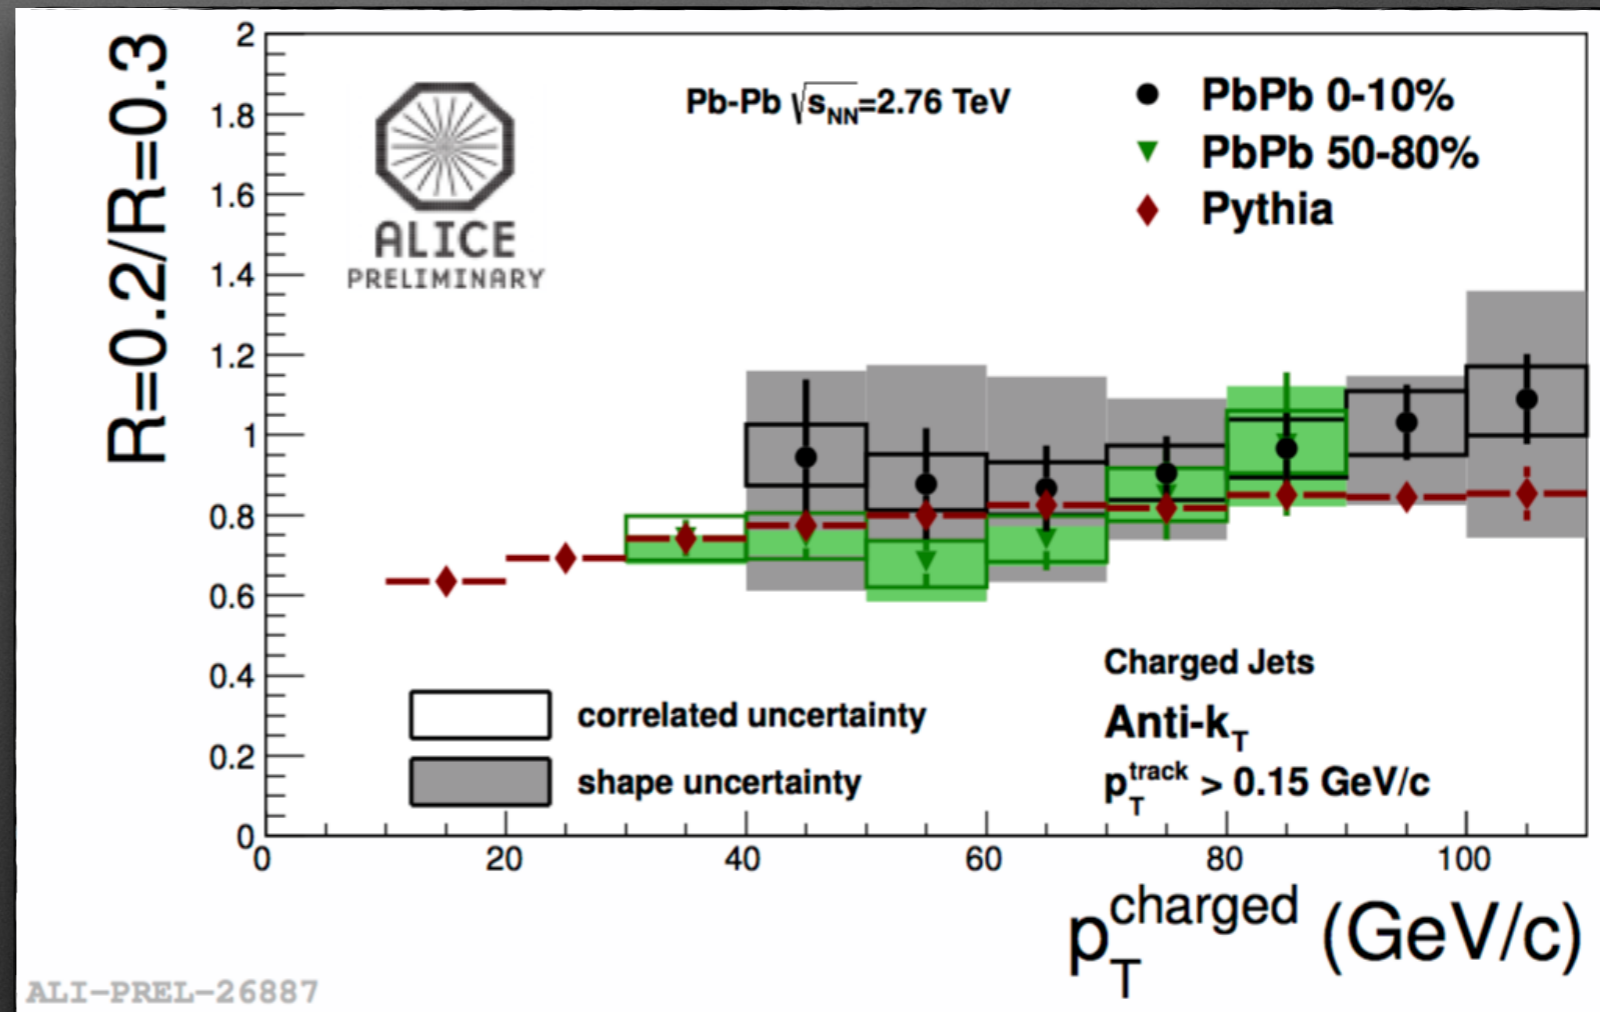 R=0.2/R=0.3
2
1.8
1.6
1.4
1.2
1
0.8
0.6
0.4
0.2
0
ALICE
PRELIMINARY
Pb-Pb √sNN=2.76 TeV
PbPb 0-10%
PbPb 50-80%
Pythia
correlated uncertainty
shape uncertainty
Charged Jets
Anti-kT
pTtrack > 0.15 GeV/c
0 20 40 60 80 100
pTcharged (GeV/c)
ALI-PREL-26887